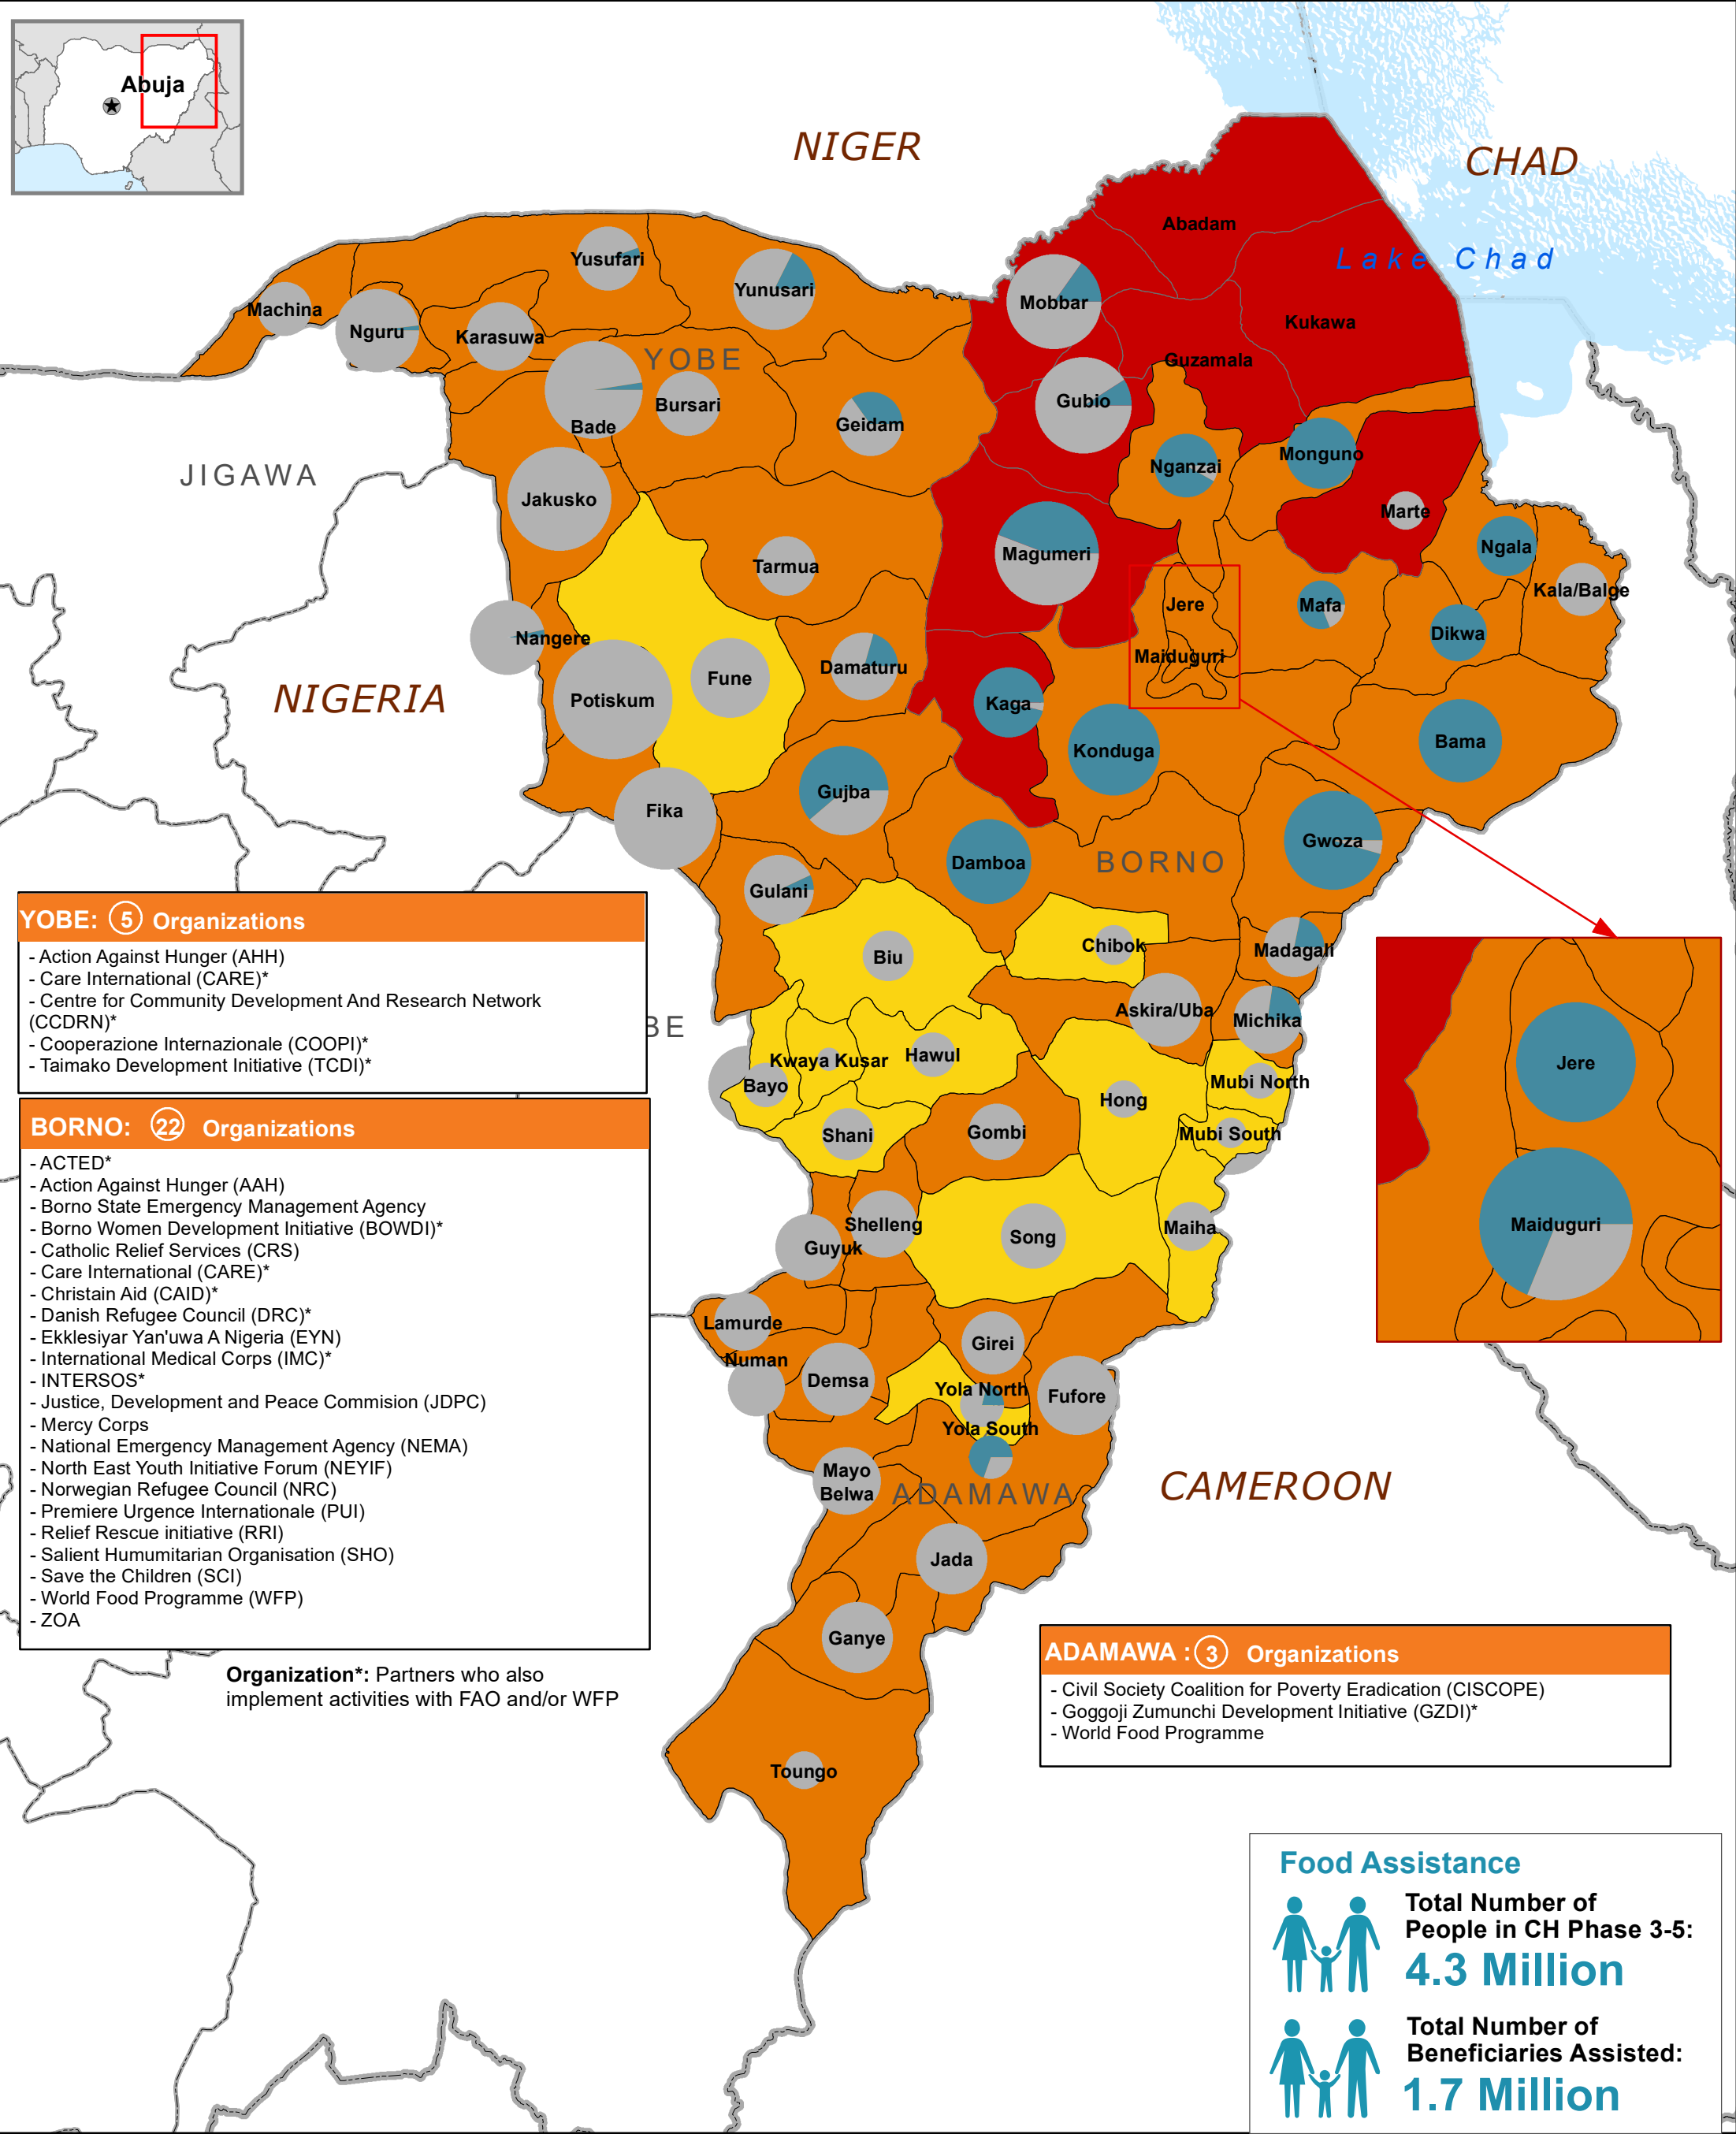 Abuja
NIGER
CHAD
Lake Chad
Abadam
Yusufari
Yunusari
Mobbar
Machina
Nguru
Karasuwa
Kukawa
YOBE
Guzamala
Bursari
Gubio
Bade
Geidam
JIGAWA
Monguno
Nganzai
Jakusko
Marte
Magumeri
Ngala
Tarmua
Kala/Balge
Jere
Mafa
Dikwa
Nangere
Maiduguri
Damaturu
Fune
NIGERIA
Potiskum
Kaga
Bama
Konduga
Gujba
Fika
Gwoza
Damboa
BORNO
Gulani
Chibok
Madagali
Biu
Askira/Uba
Michika
BE
Hawul
Kwaya Kusar
Bayo
Mubi North
Hong
Shani
Gombi
Mubi South
Shelleng
Maiha
Song
Guyuk
Lamurde
Girei
Numan
Demsa
Yola North
Fufore
Yola South
Mayo
Belwa
ADAMAWA
CAMEROON
Jada
Ganye
Toungo
Jere
Maiduguri
YOBE: 5 Organizations
- Action Against Hunger (AHH)
- Care International (CARE)*
- Centre for Community Development And Research Network
(CCDRN)*
- Cooperazione Internazionale (COOPI)*
- Taimako Development Initiative (TCDI)*
BORNO: 22 Organizations
- ACTED*
- Action Against Hunger (AAH)
- Borno State Emergency Management Agency
- Borno Women Development Initiative (BOWDI)*
- Catholic Relief Services (CRS)
- Care International (CARE)*
- Christain Aid (CAID)*
- Danish Refugee Council (DRC)*
- Ekklesiyar Yan'uwa A Nigeria (EYN)
- International Medical Corps (IMC)*
- INTERSOS*
- Justice, Development and Peace Commision (JDPC)
- Mercy Corps
- National Emergency Management Agency (NEMA)
- North East Youth Initiative Forum (NEYIF)
- Norwegian Refugee Council (NRC)
- Premiere Urgence Internationale (PUI)
- Relief Rescue initiative (RRI)
- Salient Humumitarian Organisation (SHO)
- Save the Children (SCI)
- World Food Programme (WFP)
- ZOA
Organization*: Partners who also
implement activities with FAO and/or WFP
ADAMAWA : 3 Organizations
- Civil Society Coalition for Poverty Eradication (CISCOPE)
- Goggoji Zumunchi Development Initiative (GZDI)*
- World Food Programme
Food Assistance
Total Number of
People in CH Phase 3-5:
4.3 Million
Total Number of
Beneficiaries Assisted:
1.7 Million